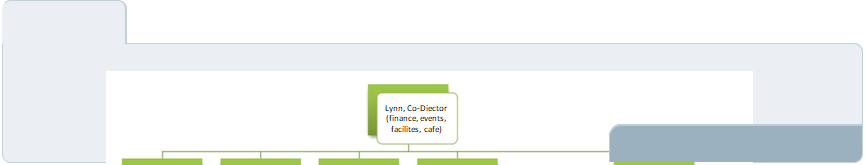 Lynn, Co-Diector
(finance, events,
facilites, cafe)